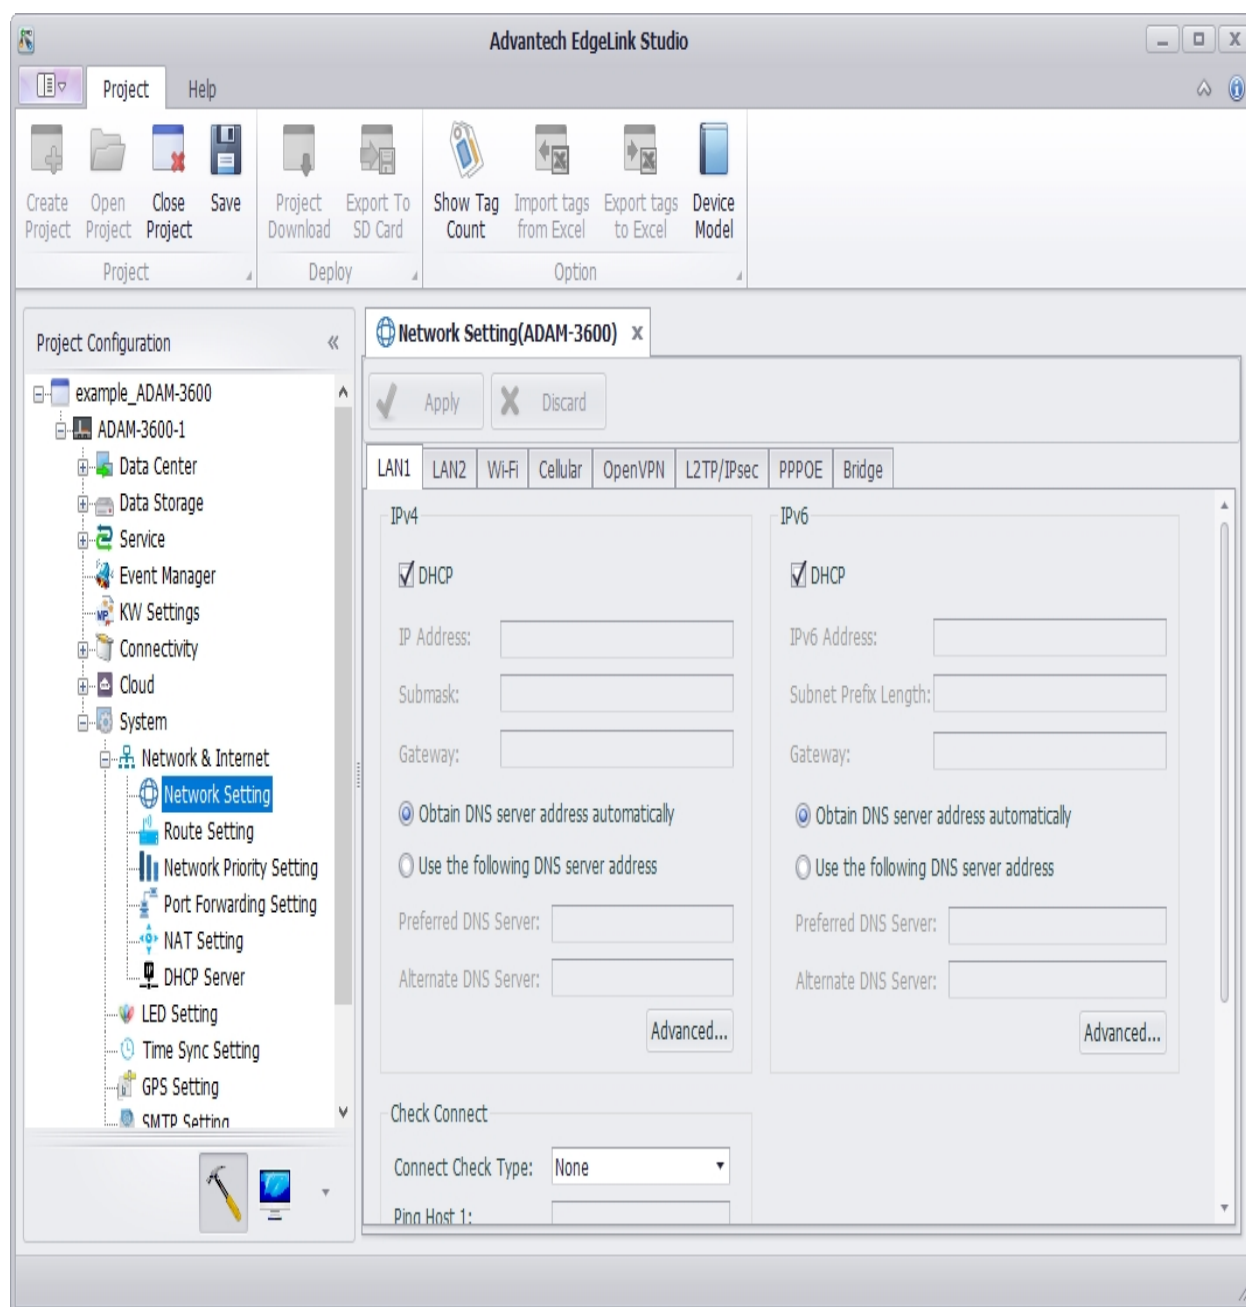 Advantech EdgeLink Studio
Project Help
Create Project
Open Project
Close Project
Save
Project Download
Export To SD Card
Show Tag Count
Import tags from Excel
Export tags to Excel
Device Model
Project
Deploy
Option
Project Configuration
example_ADAM-3600
ADAM-3600-1
Data Center
Data Storage
Service
Event Manager
KW Settings
Connectivity
Cloud
System
Network & Internet
Network Setting
Route Setting
Network Priority Setting
Port Forwarding Setting
NAT Setting
DHCP Server
LED Setting
Time Sync Setting
GPS Setting
SMTP Setting
Network Setting(ADAM-3600) x
Apply Discard
LAN1 LAN2 Wi-Fi Cellular OpenVPN L2TP/IPsec PPPOE Bridge
IPv4
DHCP
IP Address:
Submask:
Gateway:
Obtain DNS server address automatically
Use the following DNS server address
Preferred DNS Server:
Alternate DNS Server:
Advanced...
IPv6
DHCP
IPv6 Address:
Subnet Prefix Length:
Gateway:
Obtain DNS server address automatically
Use the following DNS server address
Preferred DNS Server:
Alternate DNS Server:
Advanced...
Check Connect
Connect Check Type: None
Ping Host 1: